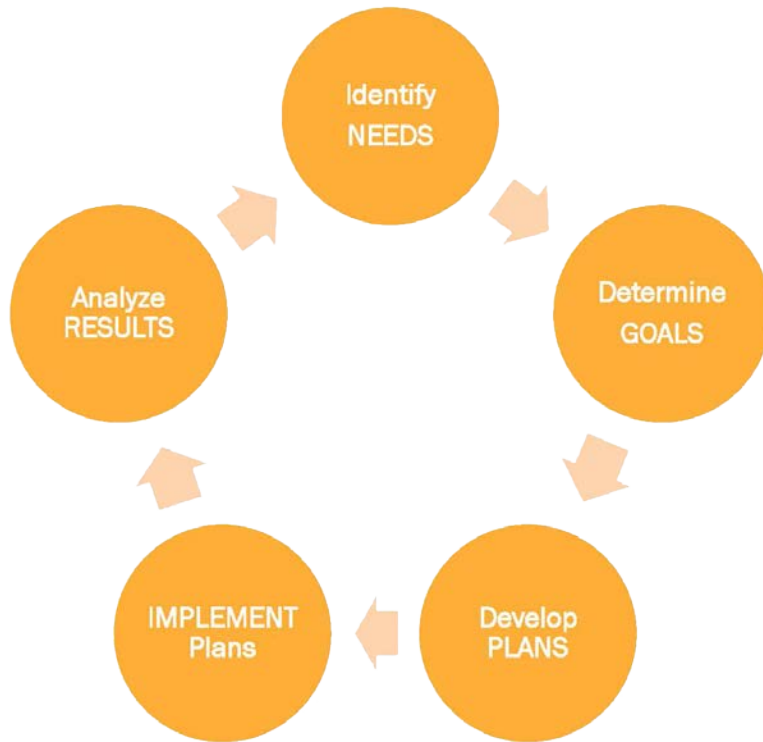 Identify
NEEDS
Determine
GOALS
Develop
PLANS
IMPLEMENT
Plans
Analyze
RESULTS